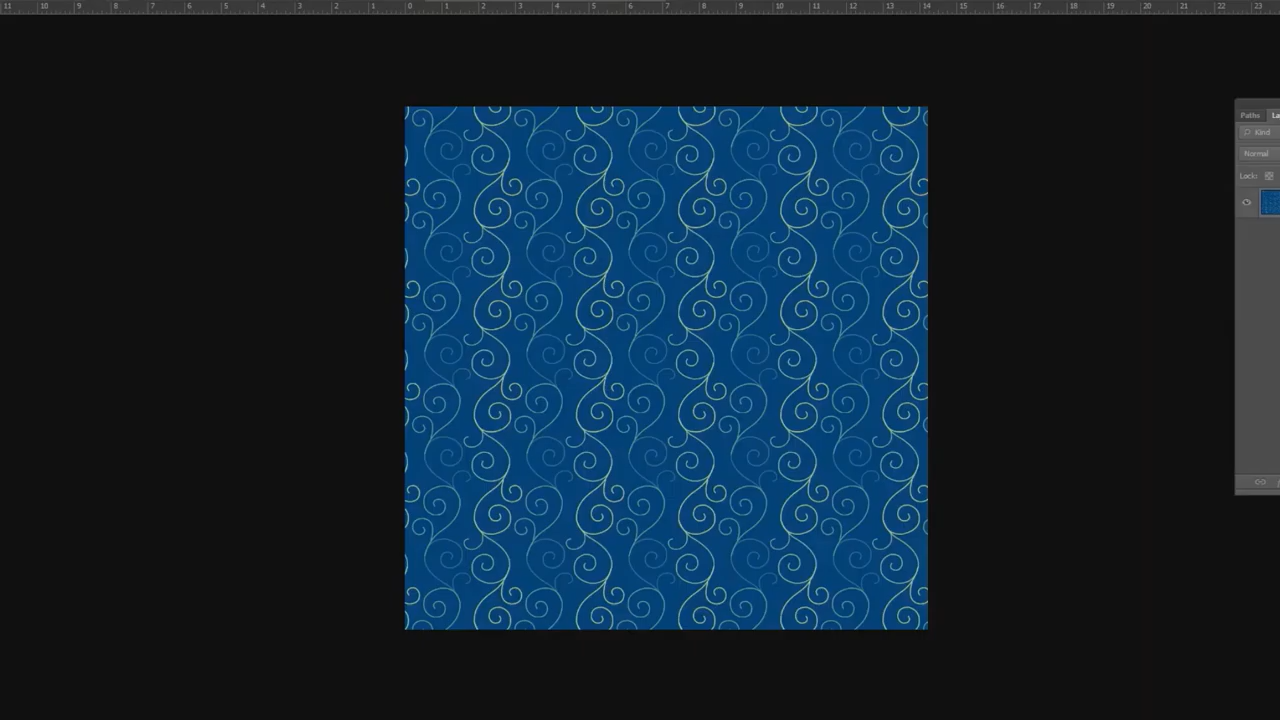 11 10 9 8 7 6 5 4 3 2 1 0 1 2 3 4 5 6 7 8 9 10 11 12 13 14 15 16 17 18 19 20 21 22 23
Paths La
Kind
Normal
Lock: